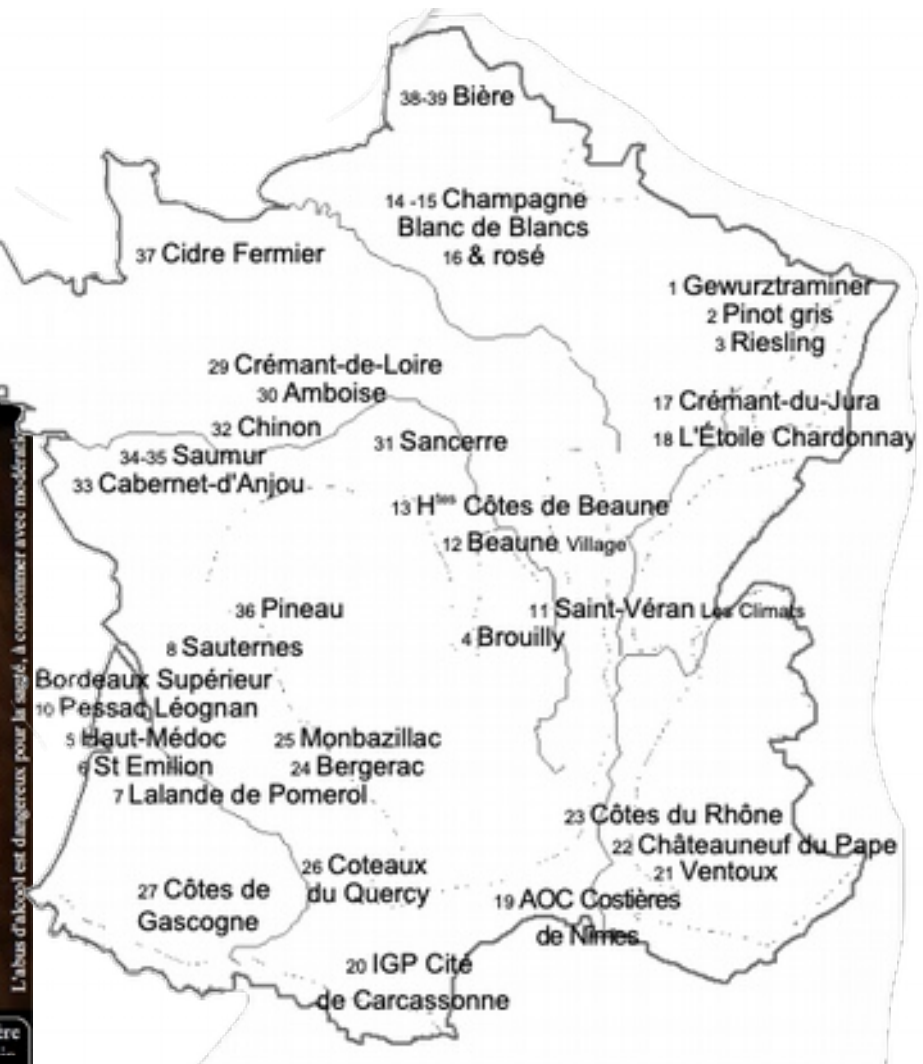 38-39 Bière
14 -15 Champagne
Blanc de Blancs
16 & rosé
37 Cidre Fermier
1 Gewurztraminer
2 Pinot gris
3 Riesling
29 Crémant-de-Loire
30 Amboise
17 Crémant-du-Jura
32 Chinon
31 Sancerre
18 L'Étoile Chardonnay
34-35 Saumur
33 Cabernet-d'Anjou
13 Htes Côtes de Beaune
12 Beaune Village
36 Pineau
11 Saint-Véran Les Climats
8 Sauternes
4 Brouilly
Bordeaux Supérieur
10 Pessac Léognan
5 Haut-Médoc
25 Monbazillac
6 St Emilion
24 Bergerac
7 Lalande de Pomerol
23 Côtes du Rhône
22 Châteauneuf du Pape
21 Ventoux
26 Coteaux
du Quercy
27 Côtes de
Gascogne
19 AOC Costières
de Nîmes
20 IGP Cité
de Carcassonne
L'abus d'alcool est dangereux pour la santé, à consommer avec modération